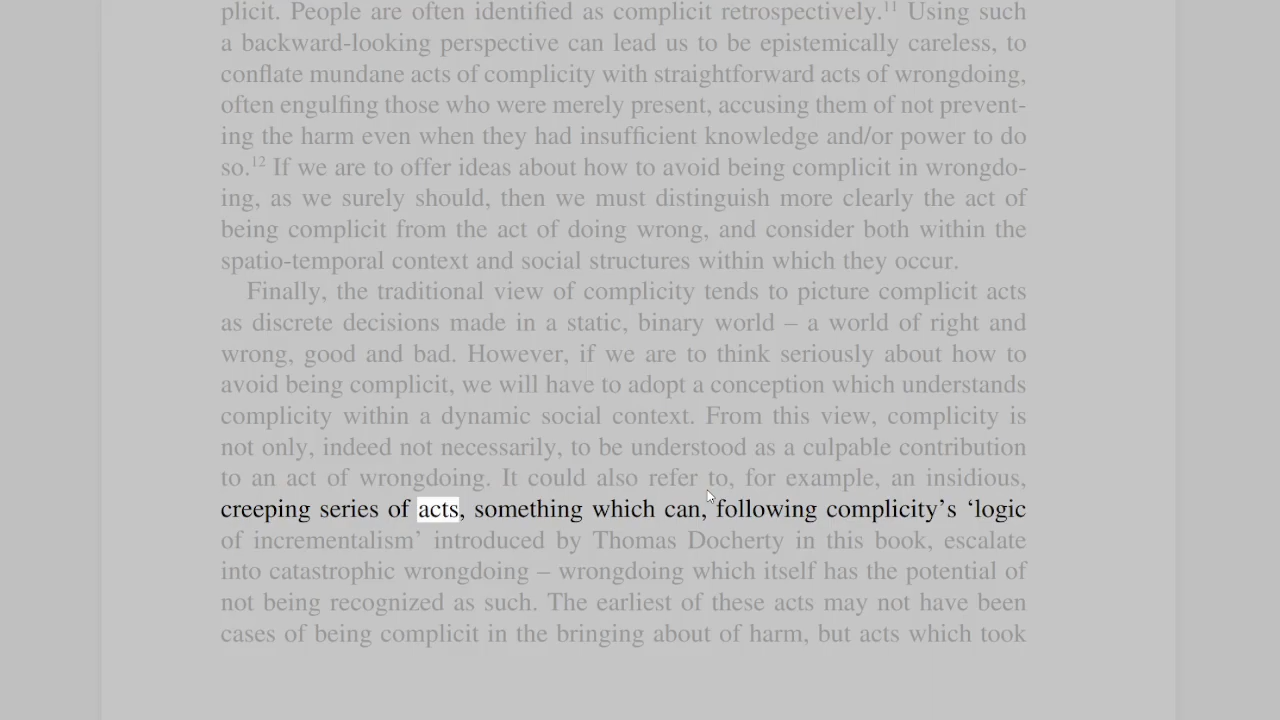 plicit. People are often identified as complicit retrospectively.11 Using such
a backward-looking perspective can lead us to be epistemically careless, to
conflate mundane acts of complicity with straightforward acts of wrongdoing,
often engulfing those who were merely present, accusing them of not prevent-
ing the harm even when they had insufficient knowledge and/or power to do
so.12 If we are to offer ideas about how to avoid being complicit in wrongdo-
ing, as we surely should, then we must distinguish more clearly the act of
being complicit from the act of doing wrong, and consider both within the
spatio-temporal context and social structures within which they occur.
Finally, the traditional view of complicity tends to picture complicit acts
as discrete decisions made in a static, binary world – a world of right and
wrong, good and bad. However, if we are to think seriously about how to
avoid being complicit, we will have to adopt a conception which understands
complicity within a dynamic social context. From this view, complicity is
not only, indeed not necessarily, to be understood as a culpable contribution
to an act of wrongdoing. It could also refer to, for example, an insidious,
creeping series of acts, something which can, following complicity’s ‘logic
of incrementalism’ introduced by Thomas Docherty in this book, escalate
into catastrophic wrongdoing – wrongdoing which itself has the potential of
not being recognized as such. The earliest of these acts may not have been
cases of being complicit in the bringing about of harm, but acts which took